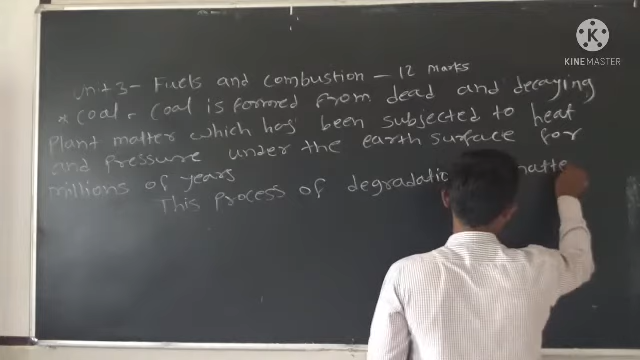 KINEMASTER
Unit 3 - Fuels and combustion - 12 marks
* Coal - Coal is formed from dead and decaying
Plant matter which has been subjected to heat
and pressure under the earth surface for
millions of years
This process of